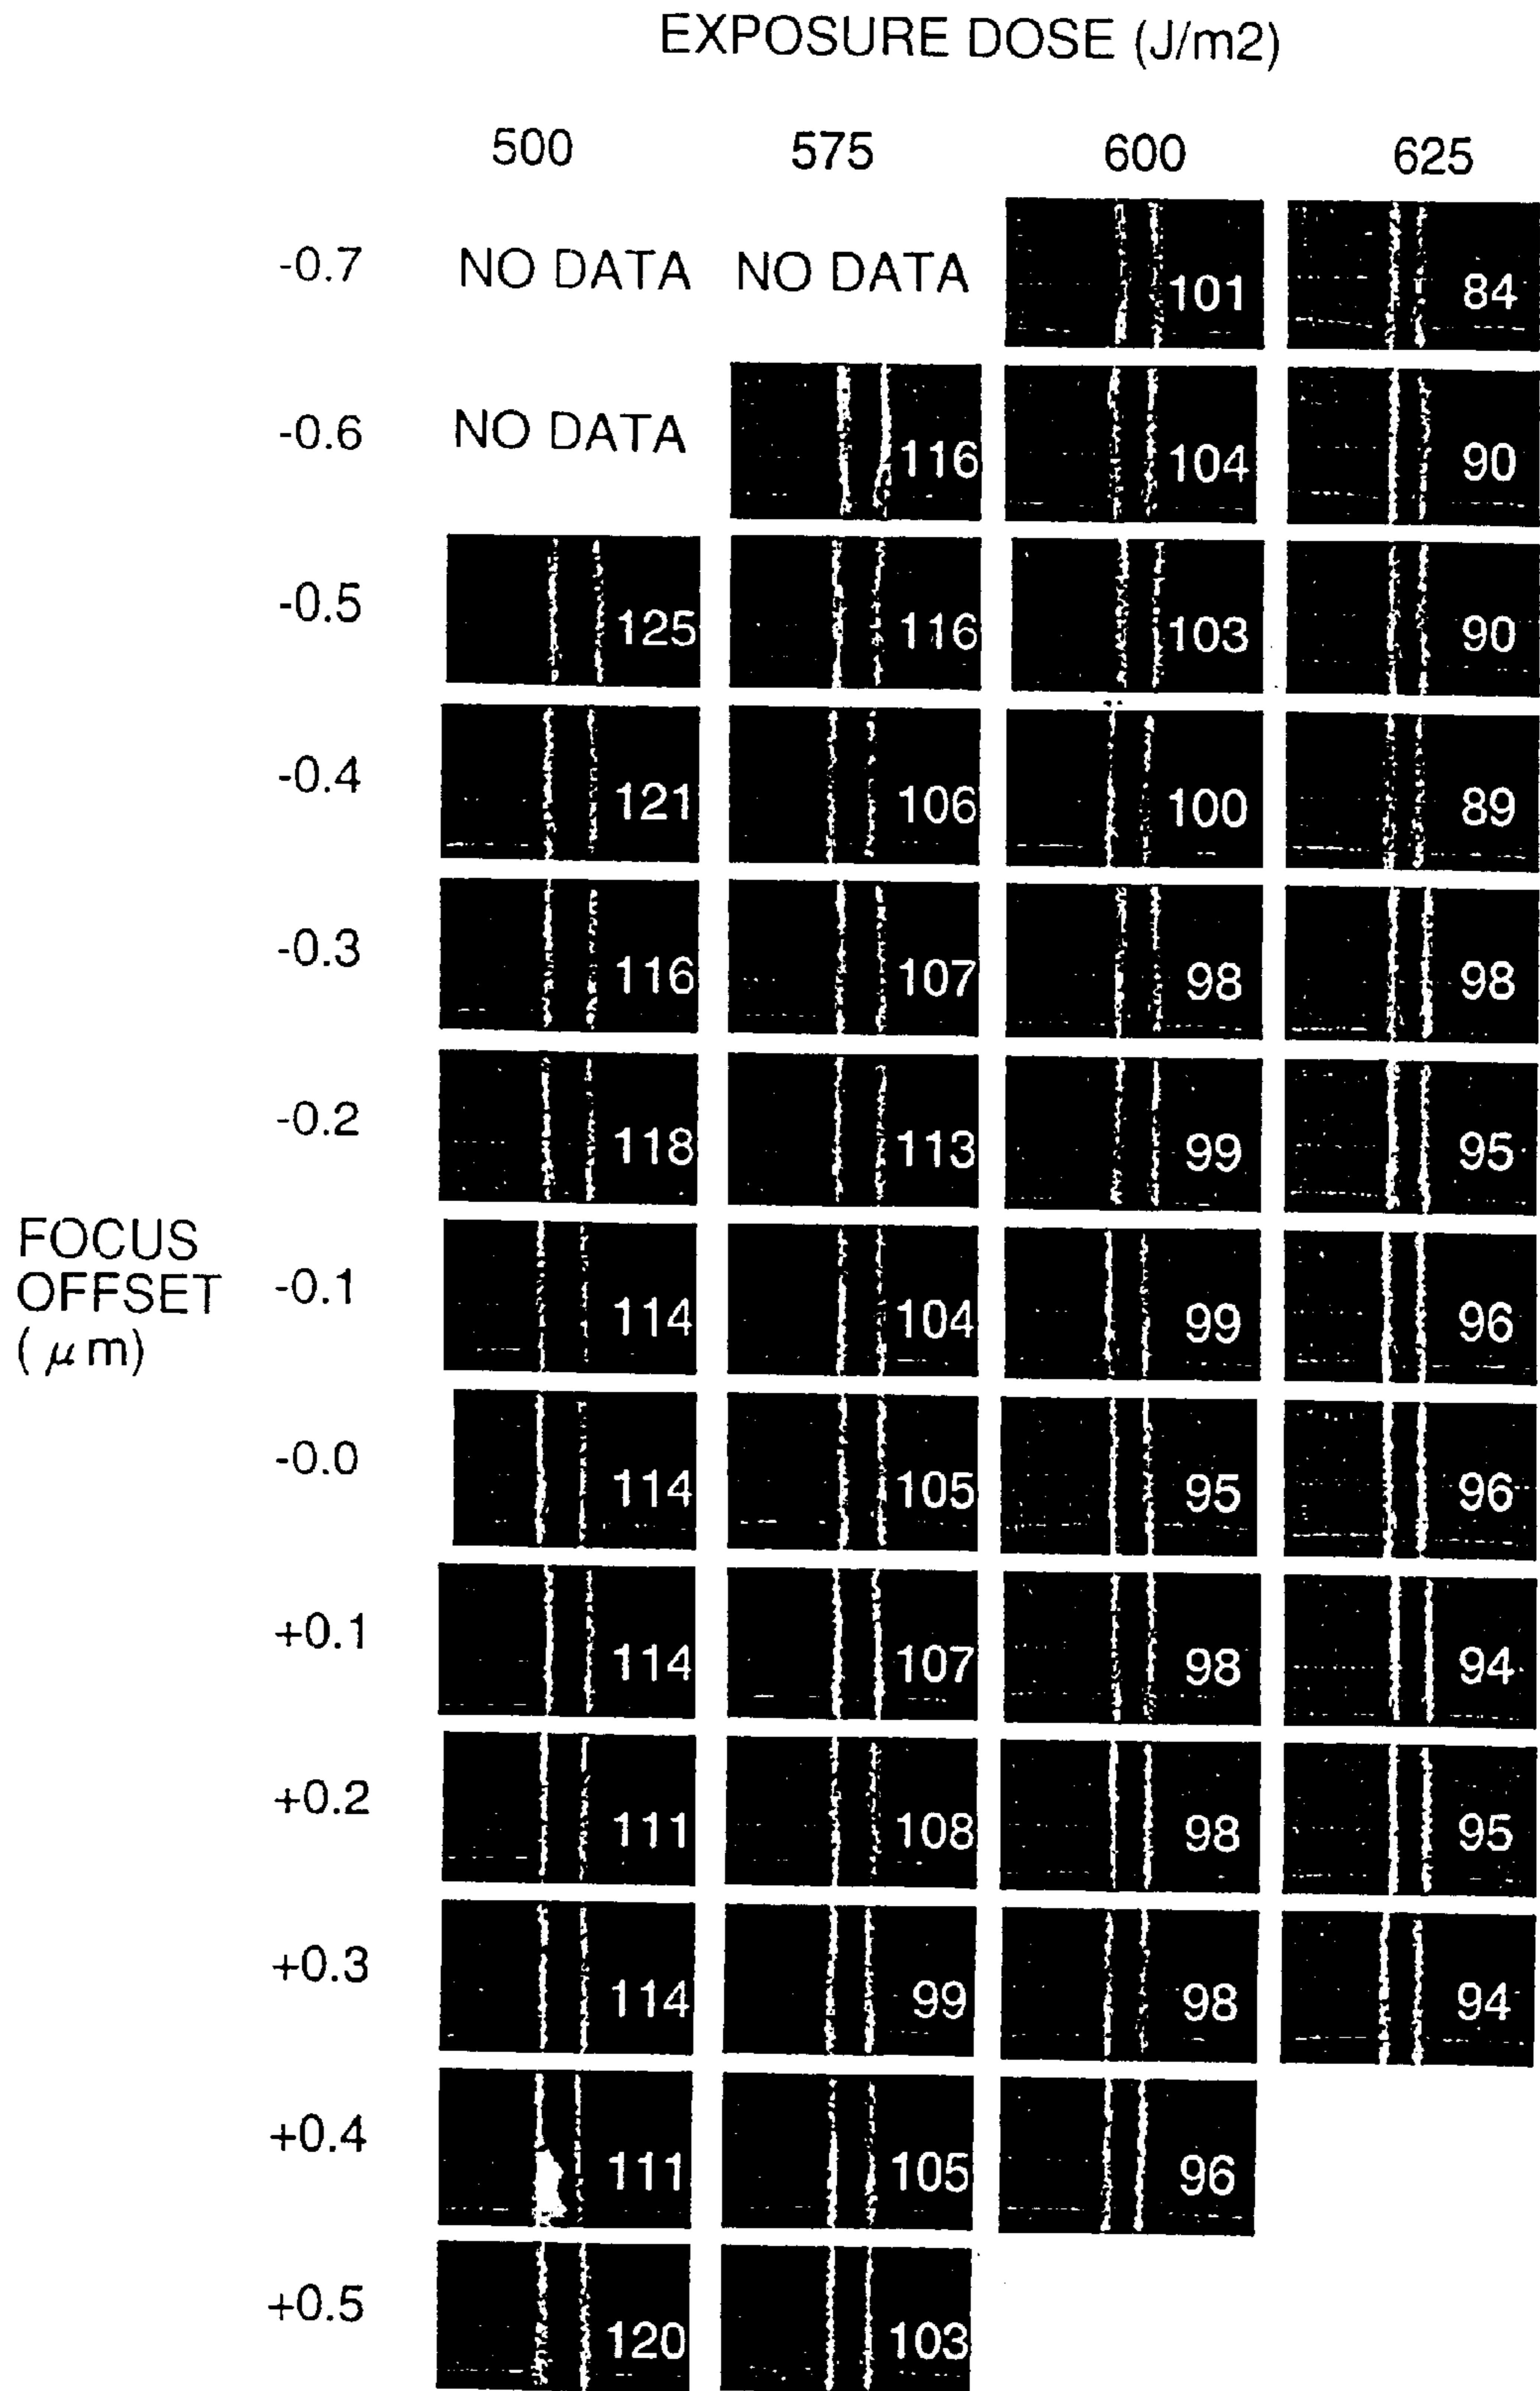 EXPOSURE DOSE (J/m2)
500 575 600 625
-0.7 NO DATA NO DATA 101 84
-0.6 NO DATA 116 104 90
-0.5 125 116 103 90
-0.4 121 106 100 89
-0.3 116 107 98 98
-0.2 118 113 99 95
FOCUS
OFFSET
(μm)
-0.1 114 104 99 96
-0.0 114 105 95 96
+0.1 114 107 98 94
+0.2 111 108 98 95
+0.3 114 99 98 94
+0.4 111 105 96
+0.5 120 103